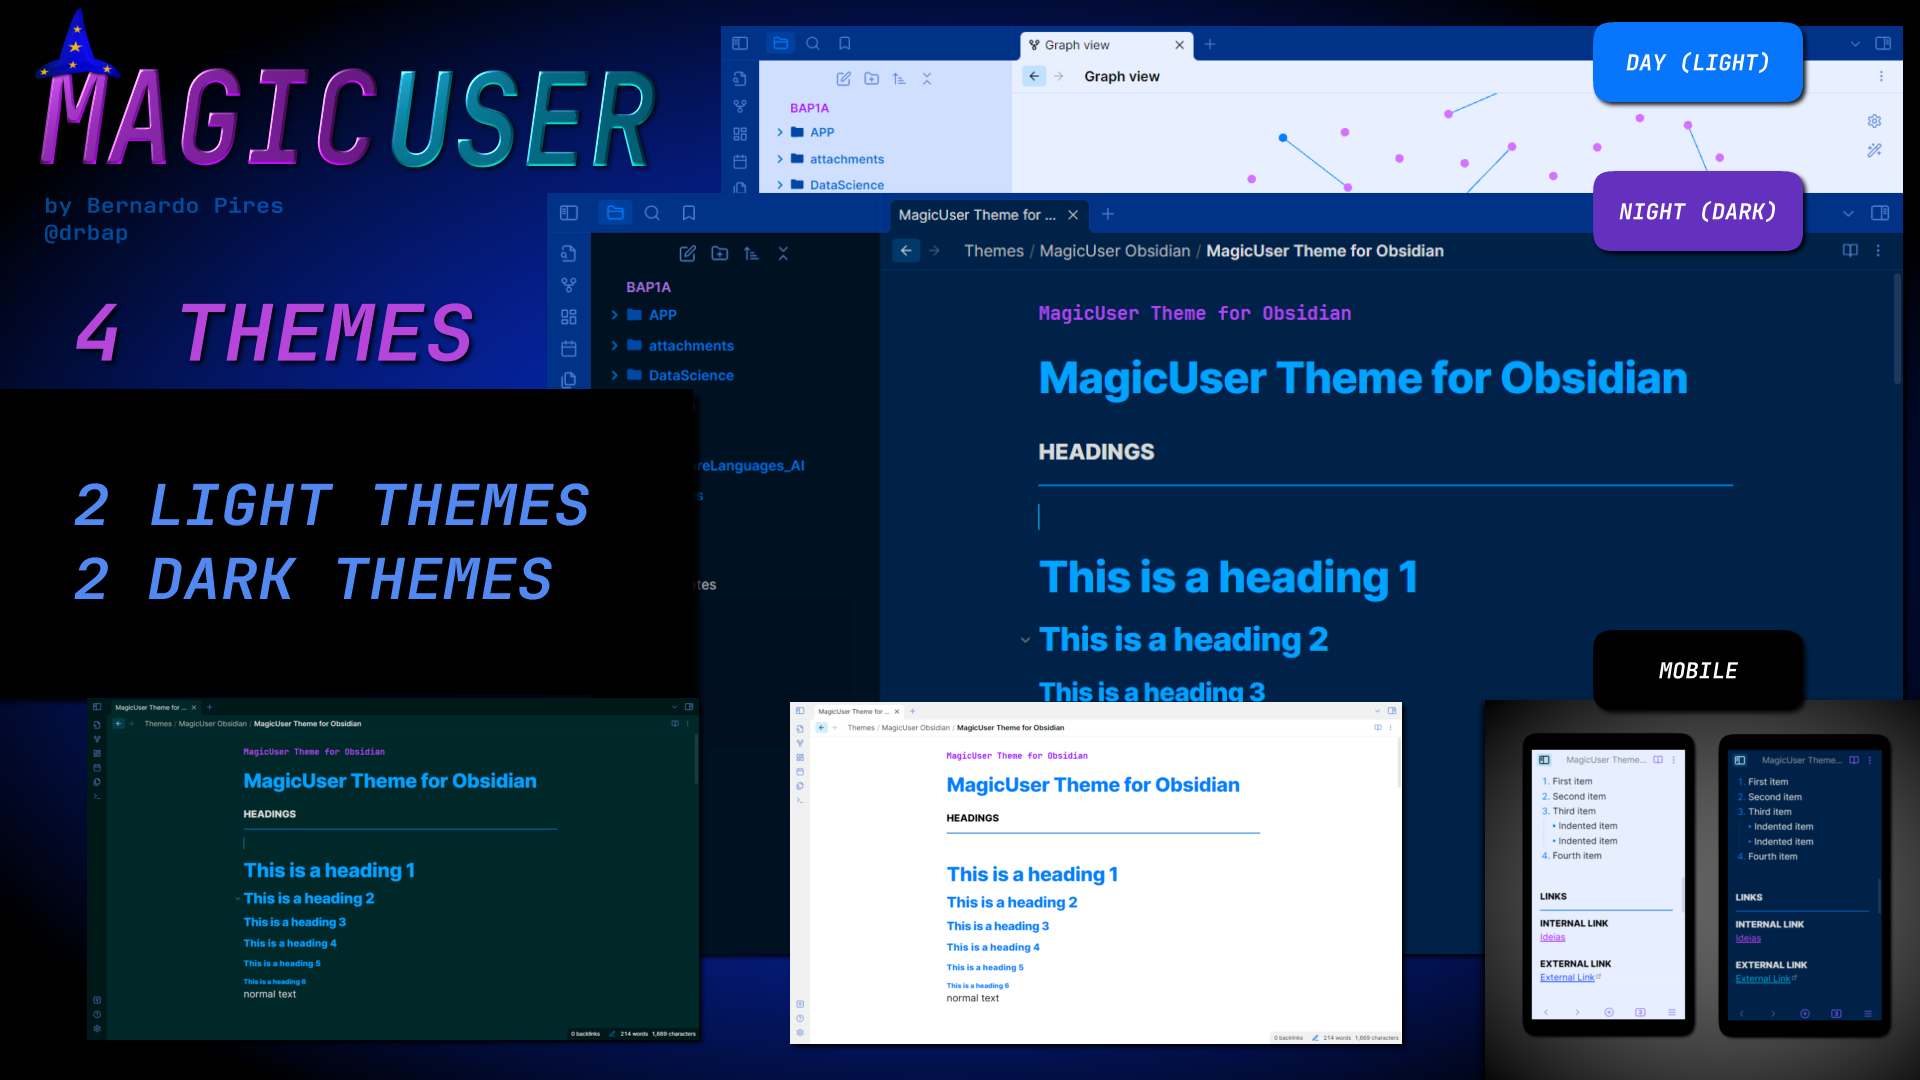 MAGICUSER
by Bernardo Pires
@drbap
4 THEMES
2 LIGHT THEMES
2 DARK THEMES
Graph view
Graph view
BAP1A
APP
attachments
DataScience
DAY (LIGHT)
MagicUser Theme for ...
Themes / MagicUser Obsidian / MagicUser Theme for Obsidian
NIGHT (DARK)
BAP1A
APP
attachments
DataScience
reLanguages_AI
s
tes
MagicUser Theme for Obsidian
MagicUser Theme for Obsidian
HEADINGS
This is a heading 1
This is a heading 2
This is a heading 3
MagicUser Theme for ...
Themes / MagicUser Obsidian / MagicUser Theme for Obsidian
MagicUser Theme for Obsidian
MagicUser Theme for Obsidian
HEADINGS
This is a heading 1
This is a heading 2
This is a heading 3
This is a heading 4
This is a heading 5
This is a heading 6
normal text
0 backlinks 214 words 1,669 characters
MagicUser Theme for ...
Themes / MagicUser Obsidian / MagicUser Theme for Obsidian
MagicUser Theme for Obsidian
MagicUser Theme for Obsidian
HEADINGS
This is a heading 1
This is a heading 2
This is a heading 3
This is a heading 4
This is a heading 5
This is a heading 6
normal text
0 backlinks 214 words 1,669 characters
MOBILE
MagicUser Theme...
1. First item
2. Second item
3. Third item
• Indented item
• Indented item
4. Fourth item
LINKS
INTERNAL LINK
Ideias
EXTERNAL LINK
External Link
3
MagicUser Theme...
1. First item
2. Second item
3. Third item
• Indented item
• Indented item
4. Fourth item
LINKS
INTERNAL LINK
Ideias
EXTERNAL LINK
External Link
3